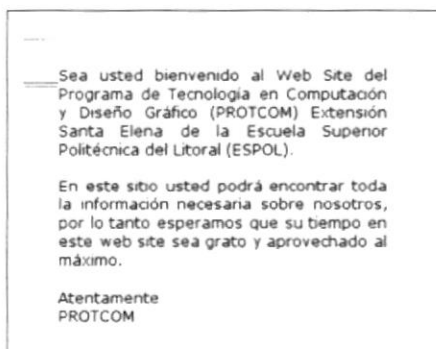 Sea usted bienvenido al Web Site del
Programa de Tecnología en Computación
y Diseño Gráfico (PROTCOM) Extensión
Santa Elena de la Escuela Superior
Politécnica del Litoral (ESPOL).
En este sitio usted podrá encontrar toda
la información necesaria sobre nosotros,
por lo tanto esperamos que su tiempo en
este web site sea grato y aprovechado al
máximo.
Atentamente
PROTCOM